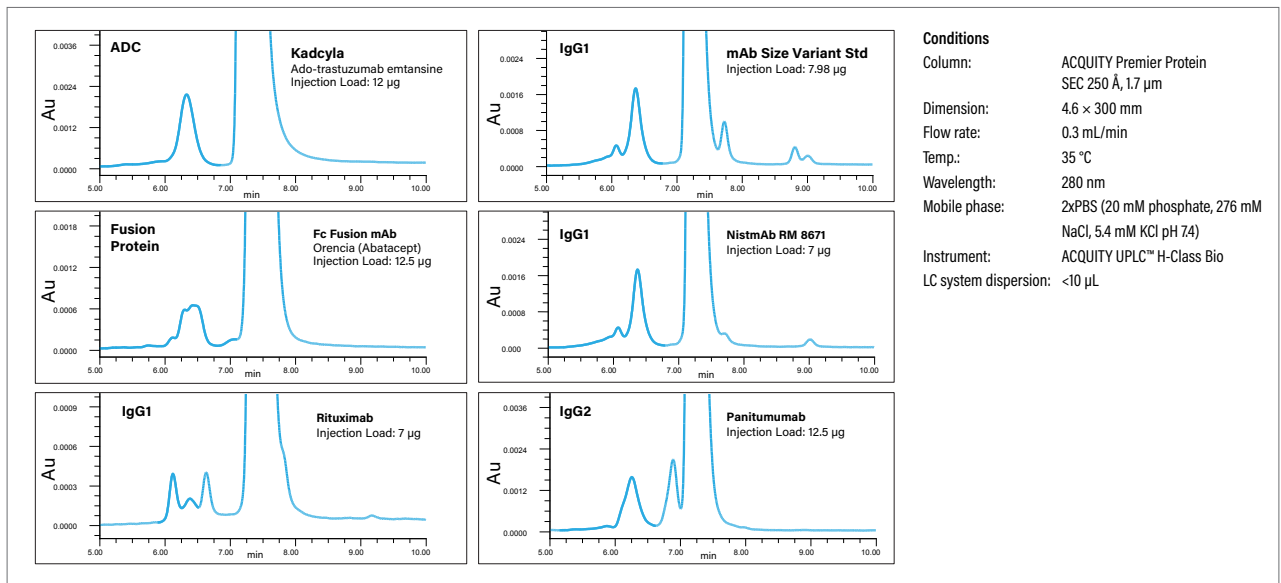 ADC
Kadcyla
Ado-trastuzumab emtansine
Injection Load: 12 µg
Au
0.0036
0.0024
0.0012
0.0000
5.00 6.00 7.00 8.00 9.00 10.00
min
IgG1
mAb Size Variant Std
Injection Load: 7.98 µg
Au
0.0024
0.0016
0.0008
0.0000
5.00 6.00 7.00 8.00 9.00 10.00
min
Fusion
Protein
Fc Fusion mAb
Orencia (Abatacept)
Injection Load: 12.5 µg
Au
0.0018
0.0012
0.0006
0.0000
5.00 6.00 7.00 8.00 9.00 10.00
min
IgG1
NistmAb RM 8671
Injection Load: 7 µg
Au
0.0024
0.0016
0.0008
0.000
5.00 6.00 7.00 8.00 9.00 10.00
min
IgG1
Rituximab
Injection Load: 7 µg
Au
0.0009
0.0006
0.0003
0.0000
5.00 6.00 7.00 8.00 9.00 10.00
min
IgG2
Panitumumab
Injection Load: 12.5 µg
Au
0.0036
0.0024
0.0012
0.0000
5.00 6.00 7.00 8.00 9.00 10.00
min
Conditions
Column: ACQUITY Premier Protein
SEC 250 Å, 1.7 µm
Dimension: 4.6 × 300 mm
Flow rate: 0.3 mL/min
Temp.: 35 °C
Wavelength: 280 nm
Mobile phase: 2xPBS (20 mM phosphate, 276 mM
NaCl, 5.4 mM KCl pH 7.4)
Instrument: ACQUITY UPLC™ H-Class Bio
LC system dispersion: <10 µL